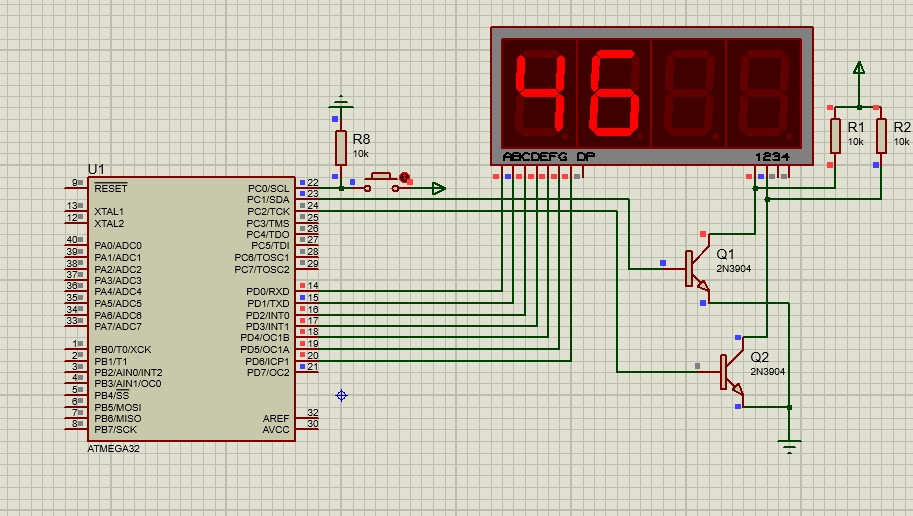 46
ABCDEFG DP
1234
R1
10k
R2
10k
R8
10k
U1
9 RESET PC0/SCL 22
PC1/SDA 23
13 XTAL1 PC2/TCK 24
12 XTAL2 PC3/TMS 25
PC4/TDO 26
40 PA0/ADC0 PC5/TDI 27
39 PA1/ADC1 PC6/TOSC1 28
38 PA2/ADC2 PC7/TOSC2 29
37 PA3/ADC3
36 PA4/ADC4 PD0/RXD 14
35 PA5/ADC5 PD1/TXD 15
34 PA6/ADC6 PD2/INT0 16
33 PA7/ADC7 PD3/INT1 17
PD4/OC1B 18
1 PB0/T0/XCK PD5/OC1A 19
2 PB1/T1 PD6/ICP1 20
3 PB2/AIN0/INT2 PD7/OC2 21
4 PB3/AIN1/OC0
5 PB4/SS
6 PB5/MOSI
7 PB6/MISO AREF 32
8 PB7/SCK AVCC 30
ATMEGA32
Q1
2N3904
Q2
2N3904